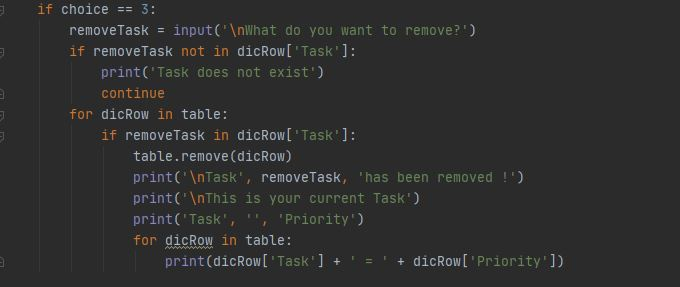 if choice == 3:
    removeTask = input('\nWhat do you want to remove?')
    if removeTask not in dicRow['Task']:
        print('Task does not exist')
        continue
    for dicRow in table:
        if removeTask in dicRow['Task']:
            table.remove(dicRow)
            print('\nTask', removeTask, 'has been removed !')
            print('\nThis is your current Task')
            print('Task', '', 'Priority')
            for dicRow in table:
                print(dicRow['Task'] + ' = ' + dicRow['Priority'])